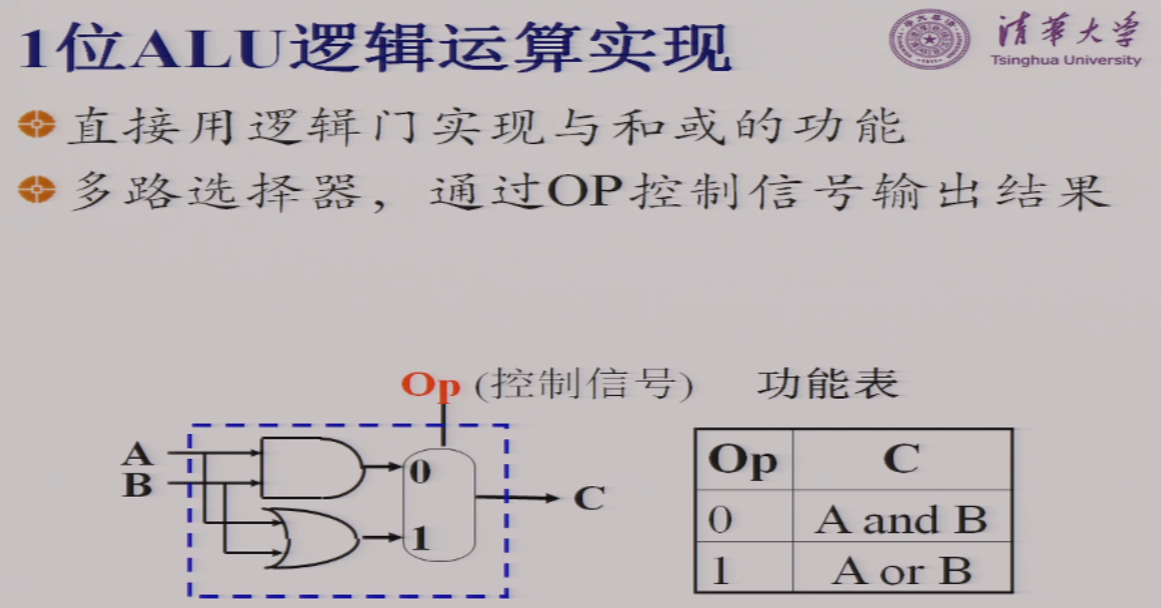 1位ALU逻辑运算实现
清华大学
Tsinghua University
直接用逻辑门实现与和或的功能
多路选择器，通过OP控制信号输出结果
Op (控制信号)
功能表
A
B
0
1
C
Op C
0 A and B
1 A or B